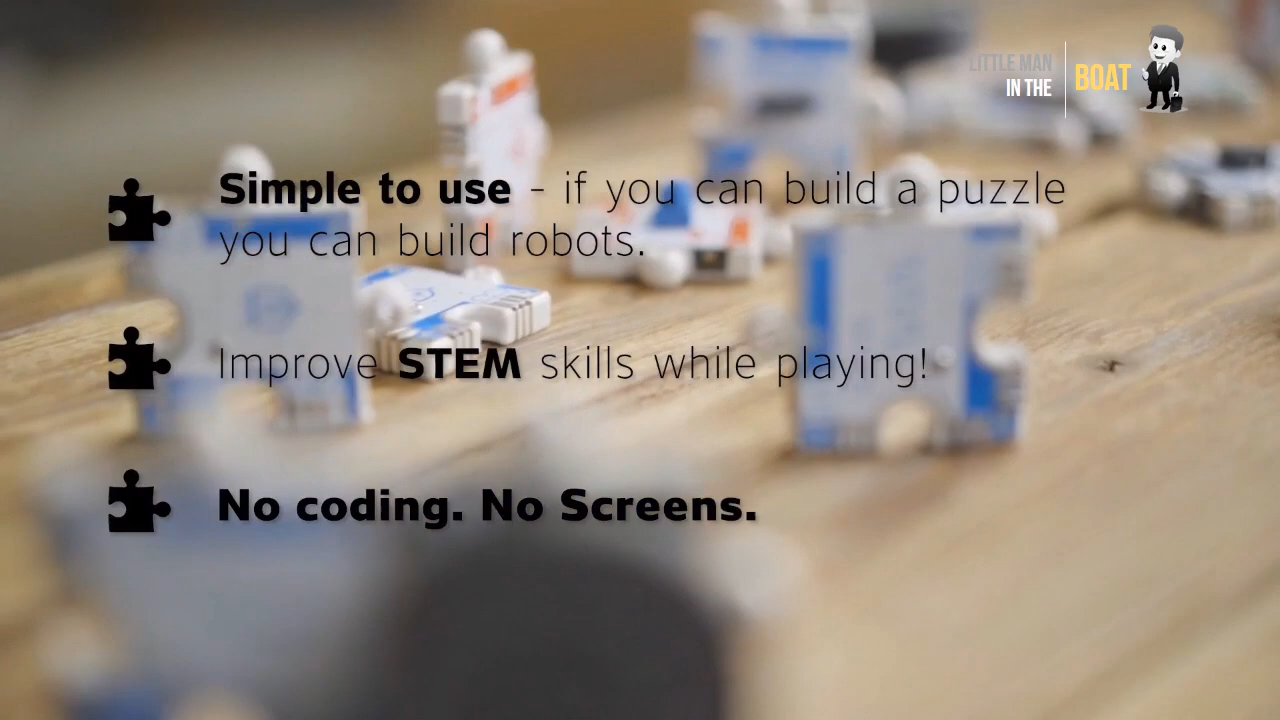 LITTLE MAN
IN THE
BOAT
Simple to use - if you can build a puzzle
you can build robots.
Improve STEM skills while playing!
No coding. No Screens.